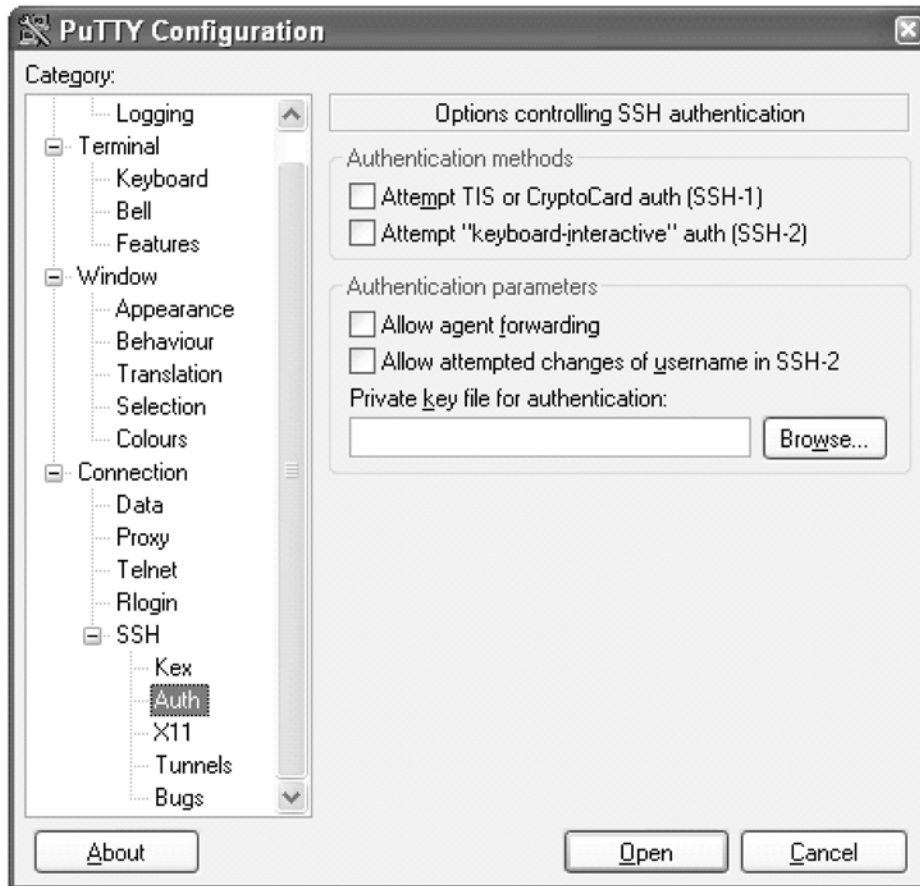 PuTTY Configuration
Category:
Logging
Terminal
Keyboard
Bell
Features
Window
Appearance
Behaviour
Translation
Selection
Colours
Connection
Data
Proxy
Telnet
Rlogin
SSH
Kex
Auth
X11
Tunnels
Bugs
Options controlling SSH authentication
Authentication methods
Attempt TIS or CryptoCard auth (SSH-1)
Attempt "keyboard-interactive" auth (SSH-2)
Authentication parameters
Allow agent forwarding
Allow attempted changes of username in SSH-2
Private key file for authentication:
Browse...
About
Open
Cancel